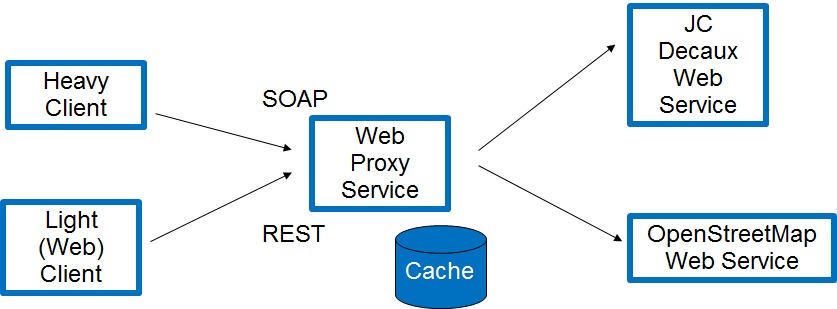 Heavy
Client
Light
(Web)
Client
SOAP
REST
Web
Proxy
Service
Cache
JC
Decaux
Web
Service
OpenStreetMap
Web Service